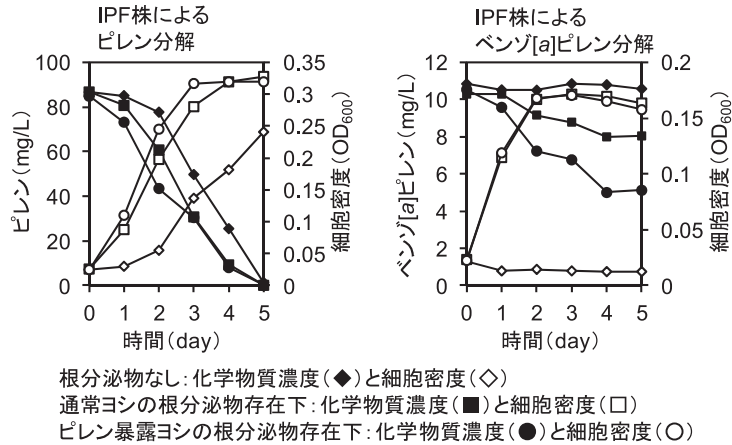 IPF株による
ピレン分解
100
80
60
40
20
0
ピレン(mg/L)
0.35
0.3
0.25
0.2
0.15
0.1
0.05
0
細胞密度(OD600)
0 1 2 3 4 5
時間(day)
IPF株による
ベンゾ[a]ピレン分解
12
10
8
6
4
2
0
ベンゾ[a]ピレン(mg/L)
0.2
0.15
0.1
0.05
0
細胞密度(OD600)
0 1 2 3 4 5
時間(day)
根分泌物なし:化学物質濃度(◆)と細胞密度(◇)
通常ヨシの根分泌物存在下:化学物質濃度(■)と細胞密度(□)
ピレン暴露ヨシの根分泌物存在下:化学物質濃度(●)と細胞密度(○)